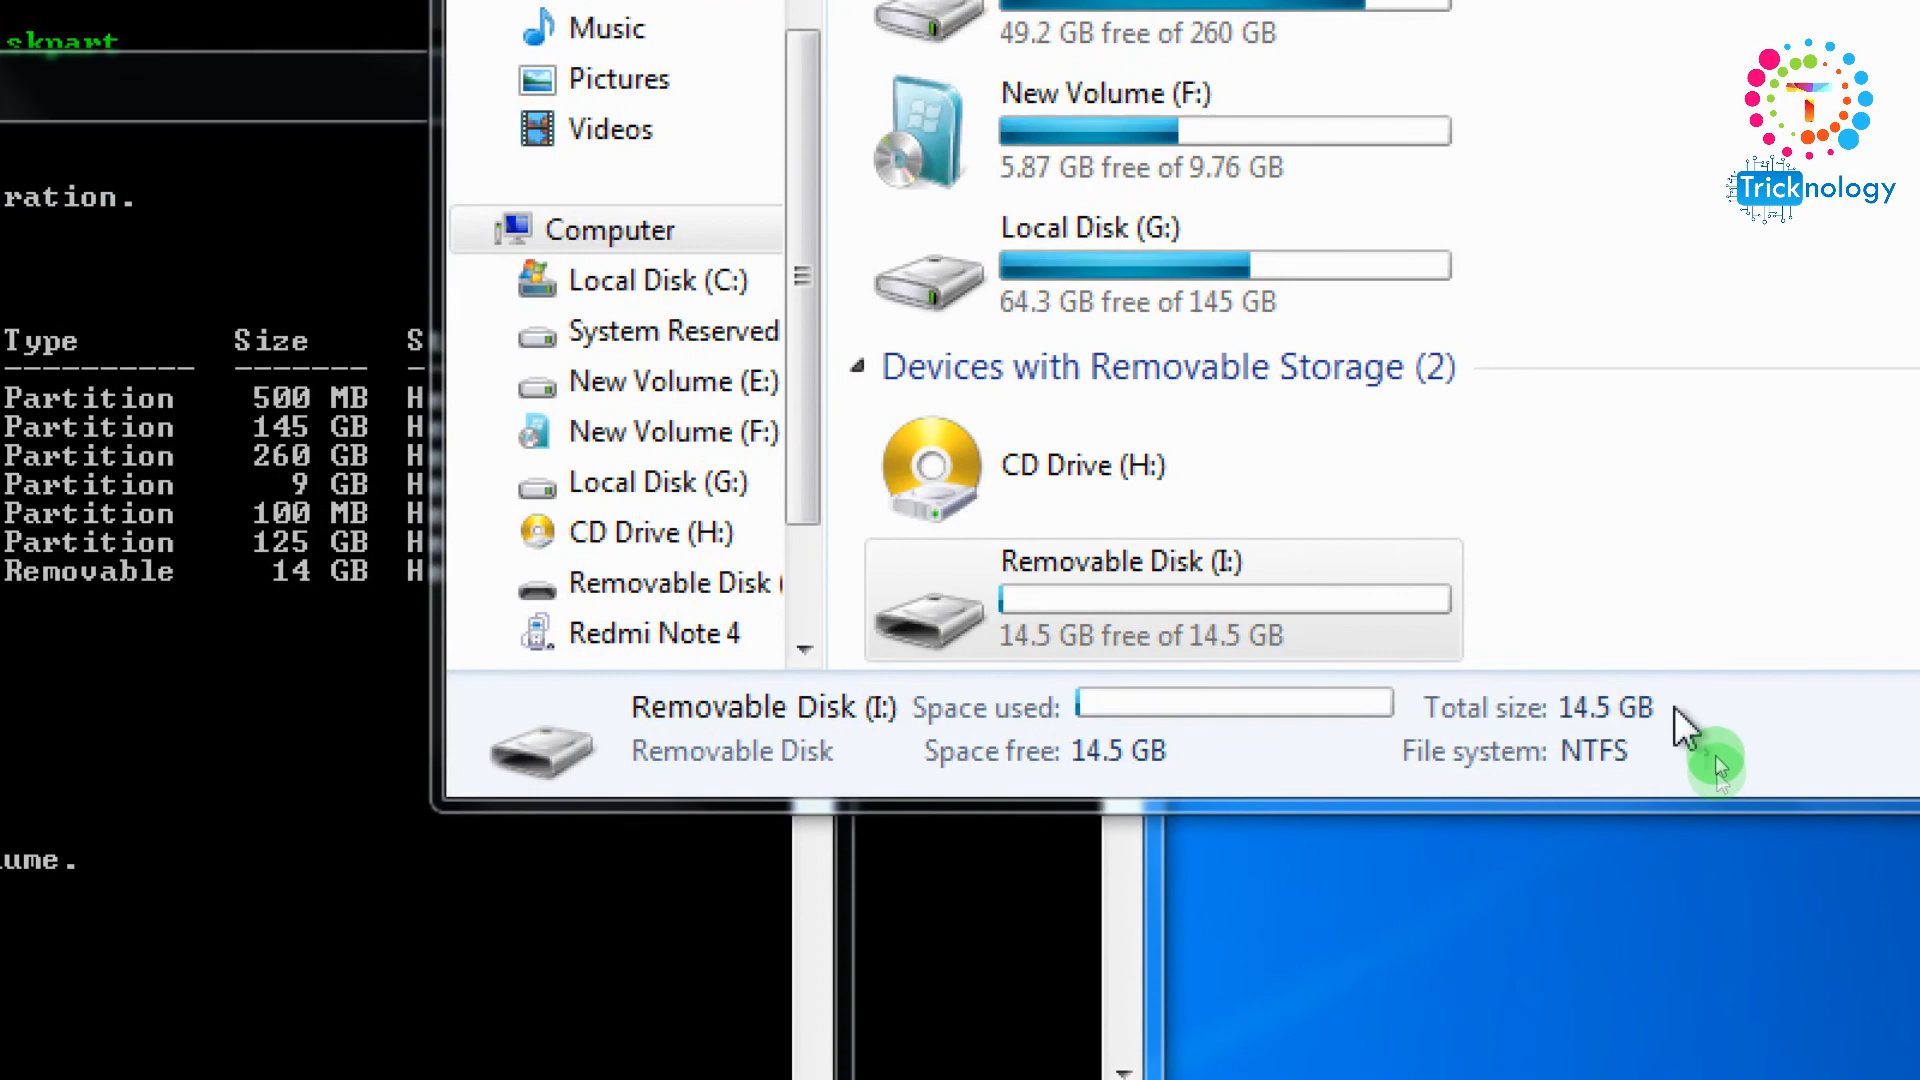 skpart
ration.
Type Size S
---------- ------- -
Partition 500 MB H
Partition 145 GB H
Partition 260 GB H
Partition 9 GB H
Partition 100 MB H
Partition 125 GB H
Removable 14 GB H
lume.
Music
Pictures
Videos
Computer
Local Disk (C:)
System Reserved
New Volume (E:)
New Volume (F:)
Local Disk (G:)
CD Drive (H:)
Removable Disk (
Redmi Note 4
49.2 GB free of 260 GB
New Volume (F:)
5.87 GB free of 9.76 GB
Local Disk (G:)
64.3 GB free of 145 GB
Devices with Removable Storage (2)
CD Drive (H:)
Removable Disk (I:)
14.5 GB free of 14.5 GB
Removable Disk (I:) Space used: Total size: 14.5 GB
Removable Disk Space free: 14.5 GB File system: NTFS
T
Tricknology